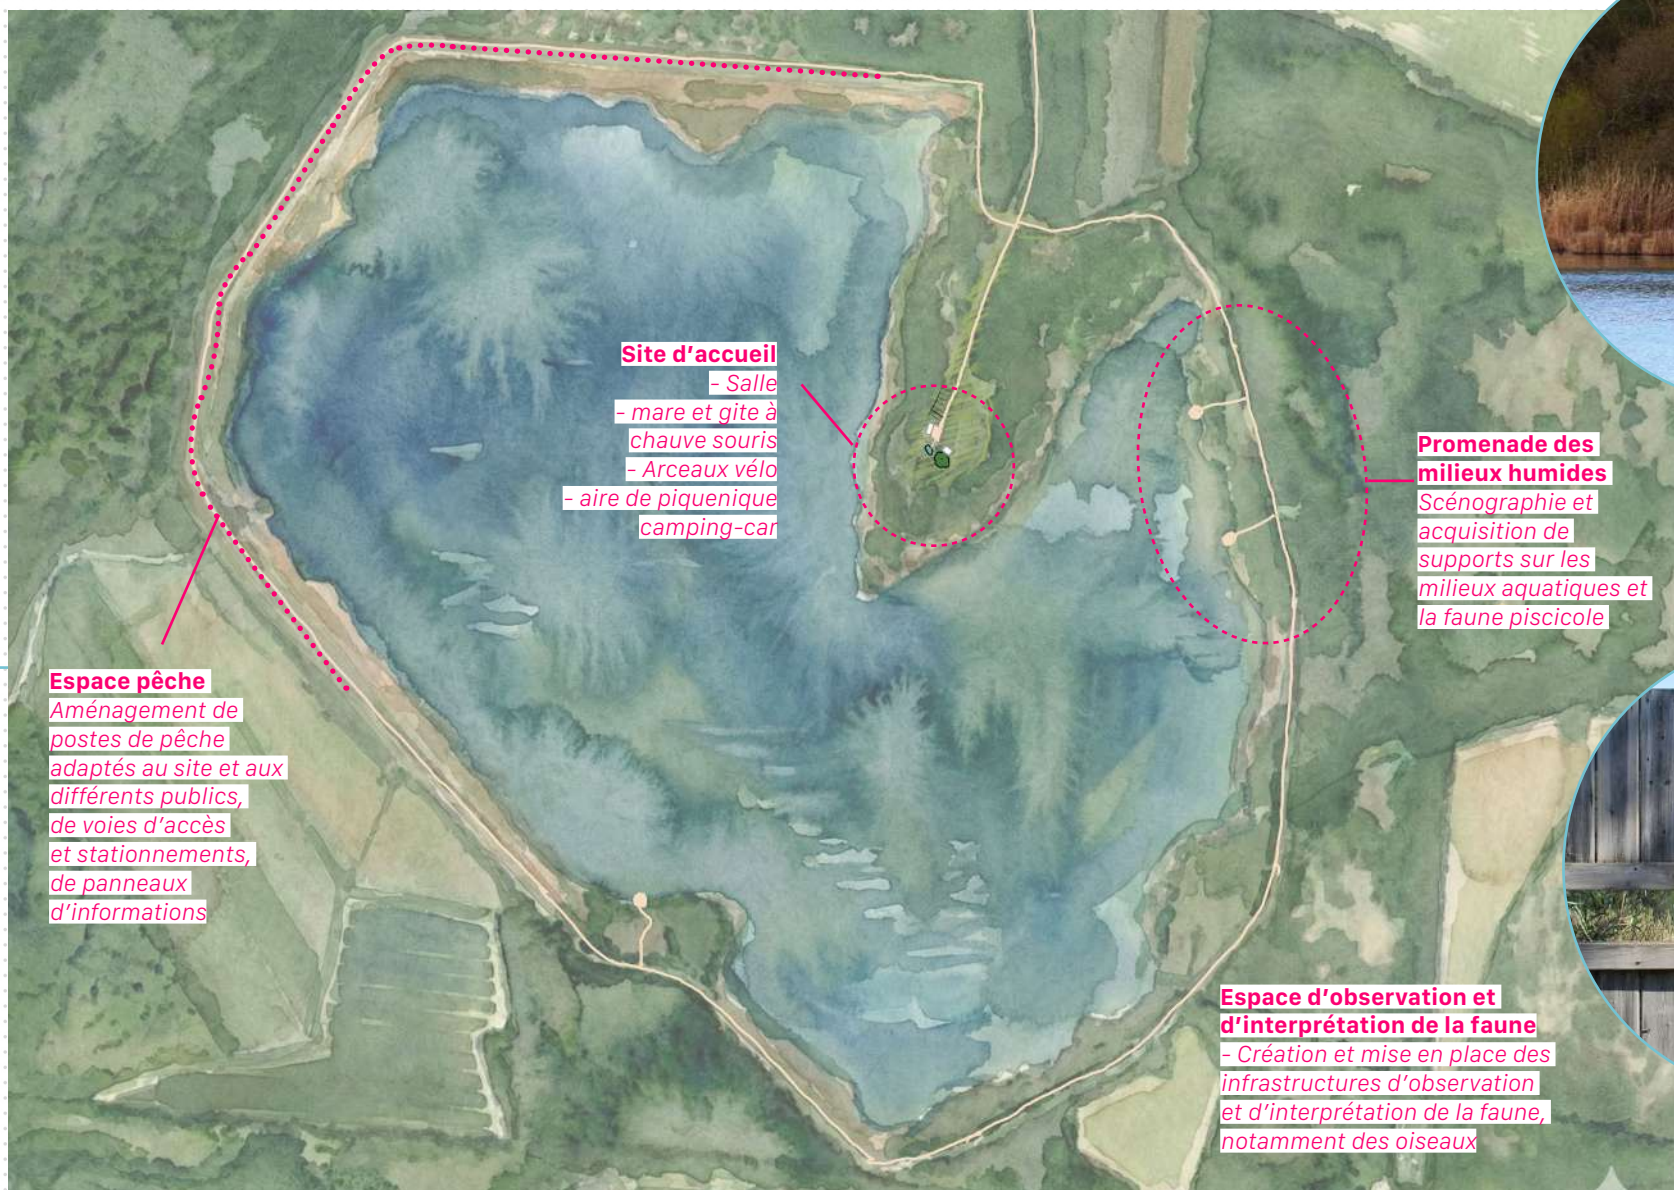 Site d'accueil
- Salle
- mare et gite à
chauve souris
- Arceaux vélo
- aire de piquenique
camping-car
Promenade des
milieux humides
Scénographie et
acquisition de
supports sur les
milieux aquatiques et
la faune piscicole
Espace pêche
Aménagement de
postes de pêche
adaptés au site et aux
différents publics,
de voies d'accès
et stationnements,
de panneaux
d'informations
Espace d'observation et
d'interprétation de la faune
- Création et mise en place des
infrastructures d'observation
et d'interprétation de la faune,
notamment des oiseaux